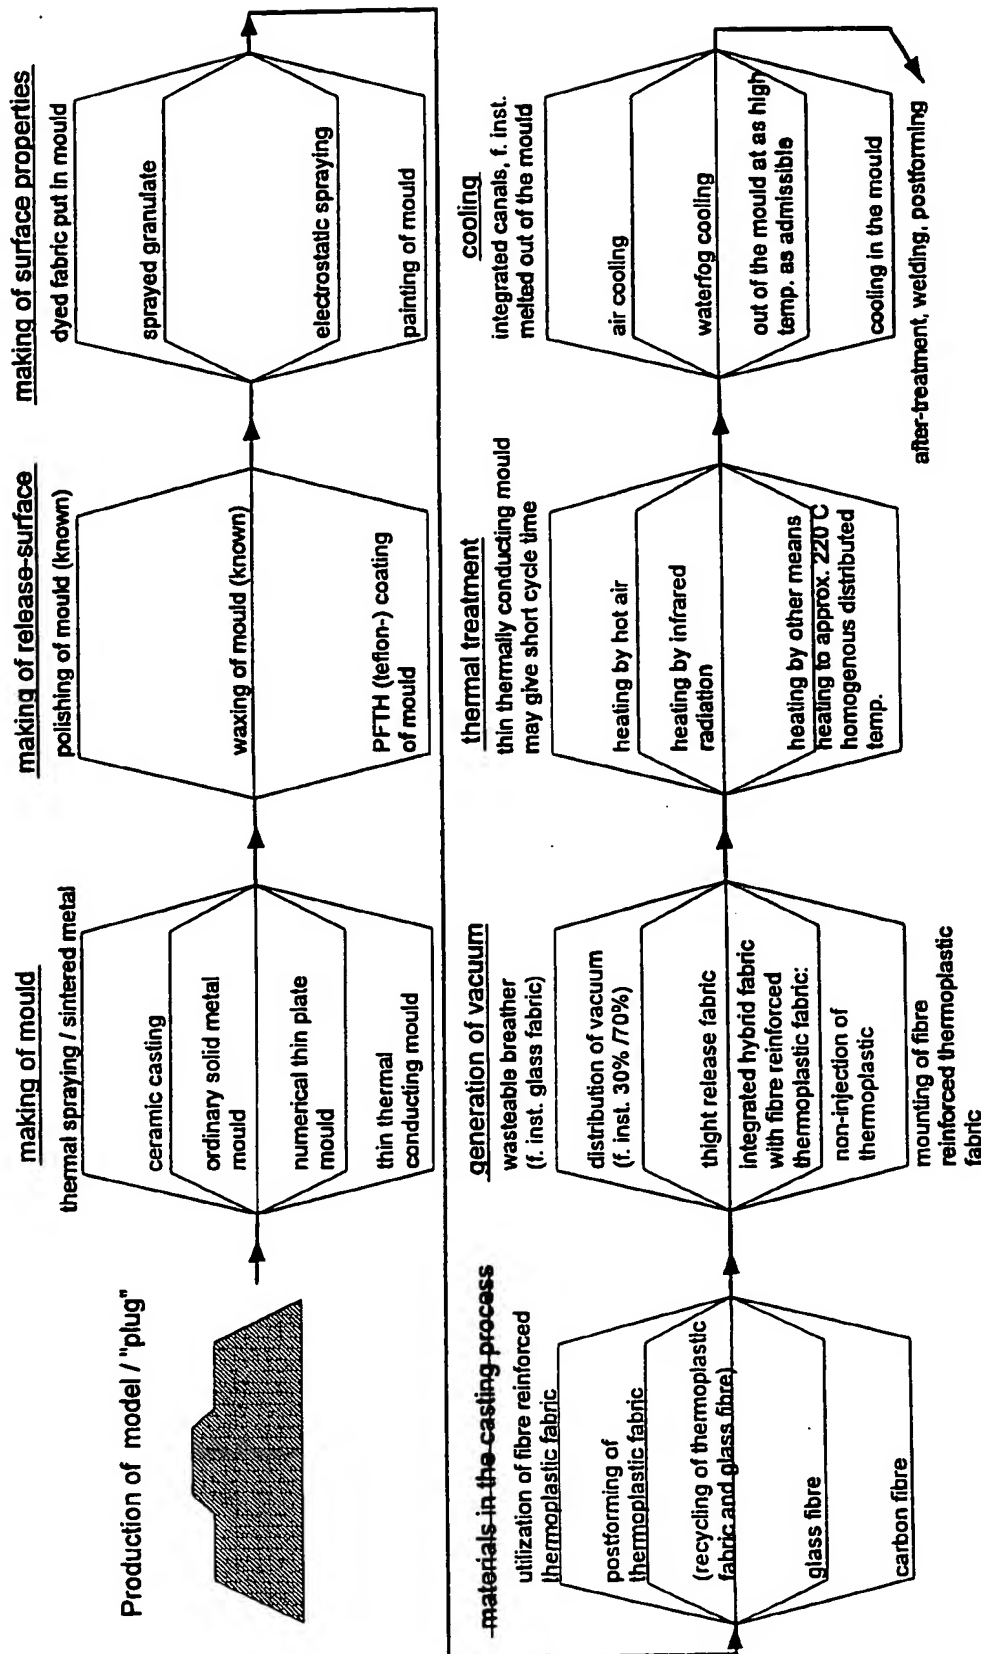 Production of model / "plug"
making of mould
thermal spraying / sintered metal
ceramic casting
ordinary solid metal
mould
numerical thin plate
mould
thin thermal
conducting mould
making of release-surface
polishing of mould (known)
waxing of mould (known)
PFTH (teflon-) coating
of mould
making of surface properties
dyed fabric put in mould
sprayed granulate
electrostatic spraying
painting of mould
materials in the casting process
utilization of fibre reinforced
thermoplastic fabric
postforming of
thermoplastic fabric
(recycling of thermoplastic
fabric and glass fibre)
glass fibre
carbon fibre
generation of vacuum
wasteable breather
(f. inst. glass fabric)
distribution of vacuum
(f. inst. 30% /70%)
thight release fabric
integrated hybrid fabric
with fibre reinforced
thermoplastic fabric:
non-injection of
thermoplastic
mounting of fibre
reinforced thermoplastic
fabric
thermal treatment
thin thermally conducting mould
may give short cycle time
heating by hot air
heating by infrared
radiation
heating by other means
heating to approx. 220°C
homogenous distributed
temp.
cooling
integrated canals, f. inst.
melted out of the mould
air cooling
waterfog cooling
out of the mould at as high
temp. as admissible
cooling in the mould
after-treatment, welding, postforming